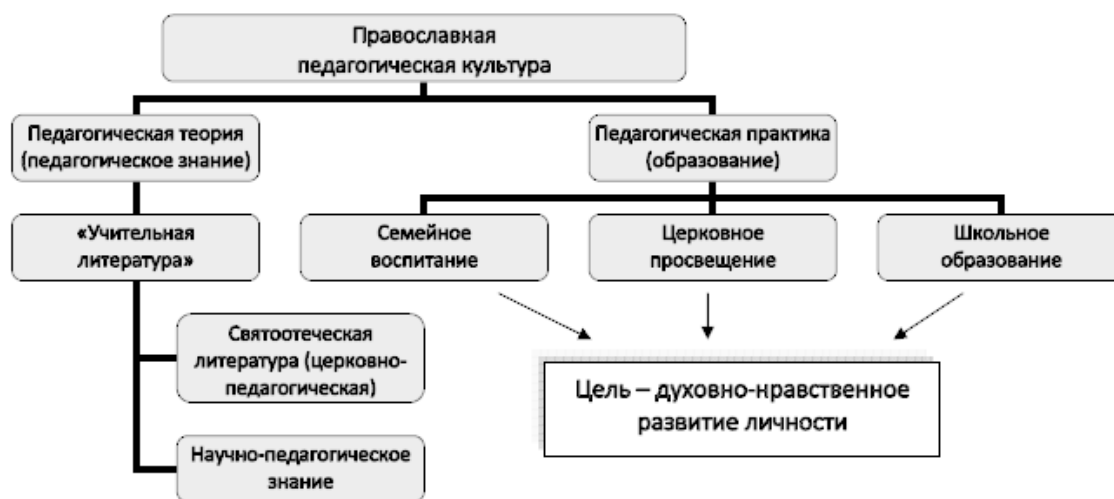 Православная
педагогическая культура
Педагогическая теория
(педагогическое знание)
Педагогическая практика
(образование)
«Учительная
литература»
Семейное
воспитание
Церковное
просвещение
Школьное
образование
Святоотеческая
литература (церковно-
педагогическая)
Цель – духовно-нравственное
развитие личности
Научно-педагогическое
знание